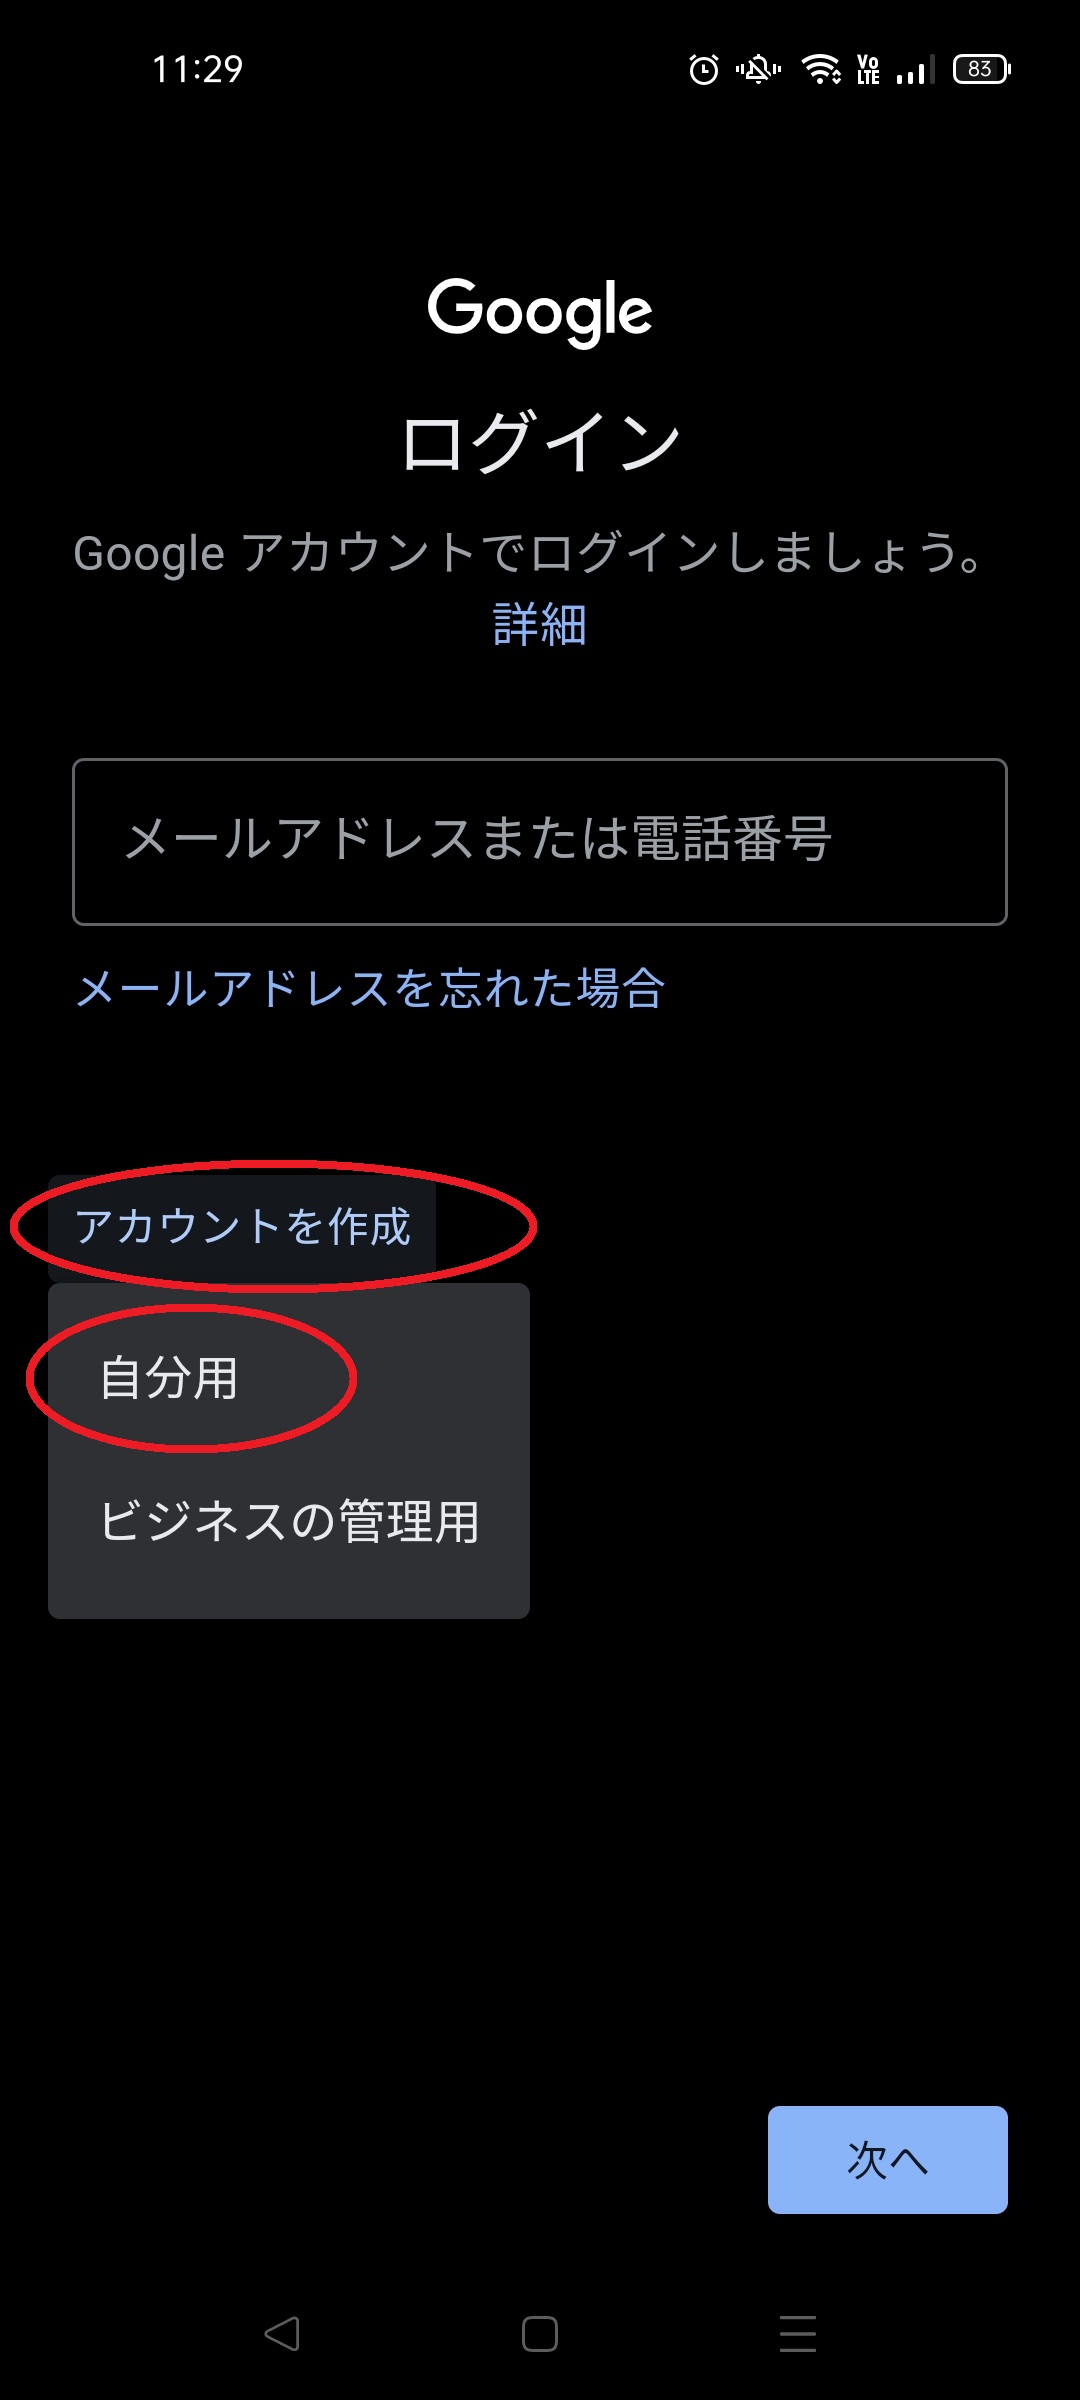 11:29
Vo LTE
83
Google
ログイン
Google アカウントでログインしましょう。
詳細
メールアドレスまたは電話番号
メールアドレスを忘れた場合
アカウントを作成
自分用
ビジネスの管理用
次へ